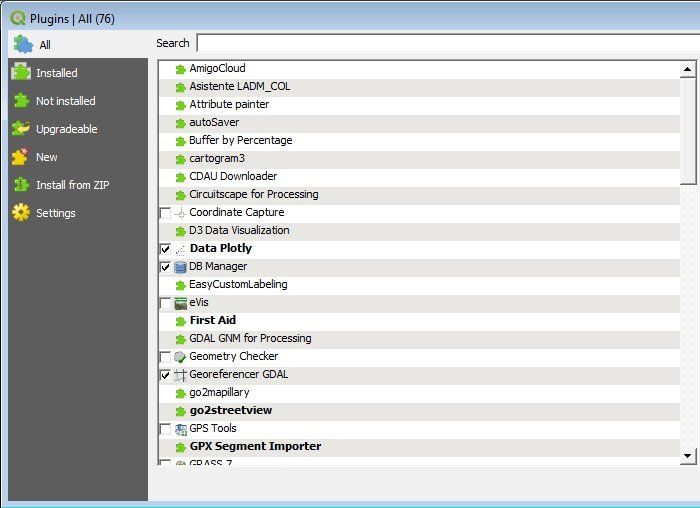 Plugins | All (76)
All
Installed
Not installed
Upgradeable
New
Install from ZIP
Settings
Search
AmigoCloud
Asistente LADM_COL
Attribute painter
autoSaver
Buffer by Percentage
cartogram3
CDAU Downloader
Circuitscape for Processing
Coordinate Capture
D3 Data Visualization
Data Plotly
DB Manager
EasyCustomLabeling
eVis
First Aid
GDAL GNM for Processing
Geometry Checker
Georeferencer GDAL
go2mapillary
go2streetview
GPS Tools
GPX Segment Importer
GRASS 7